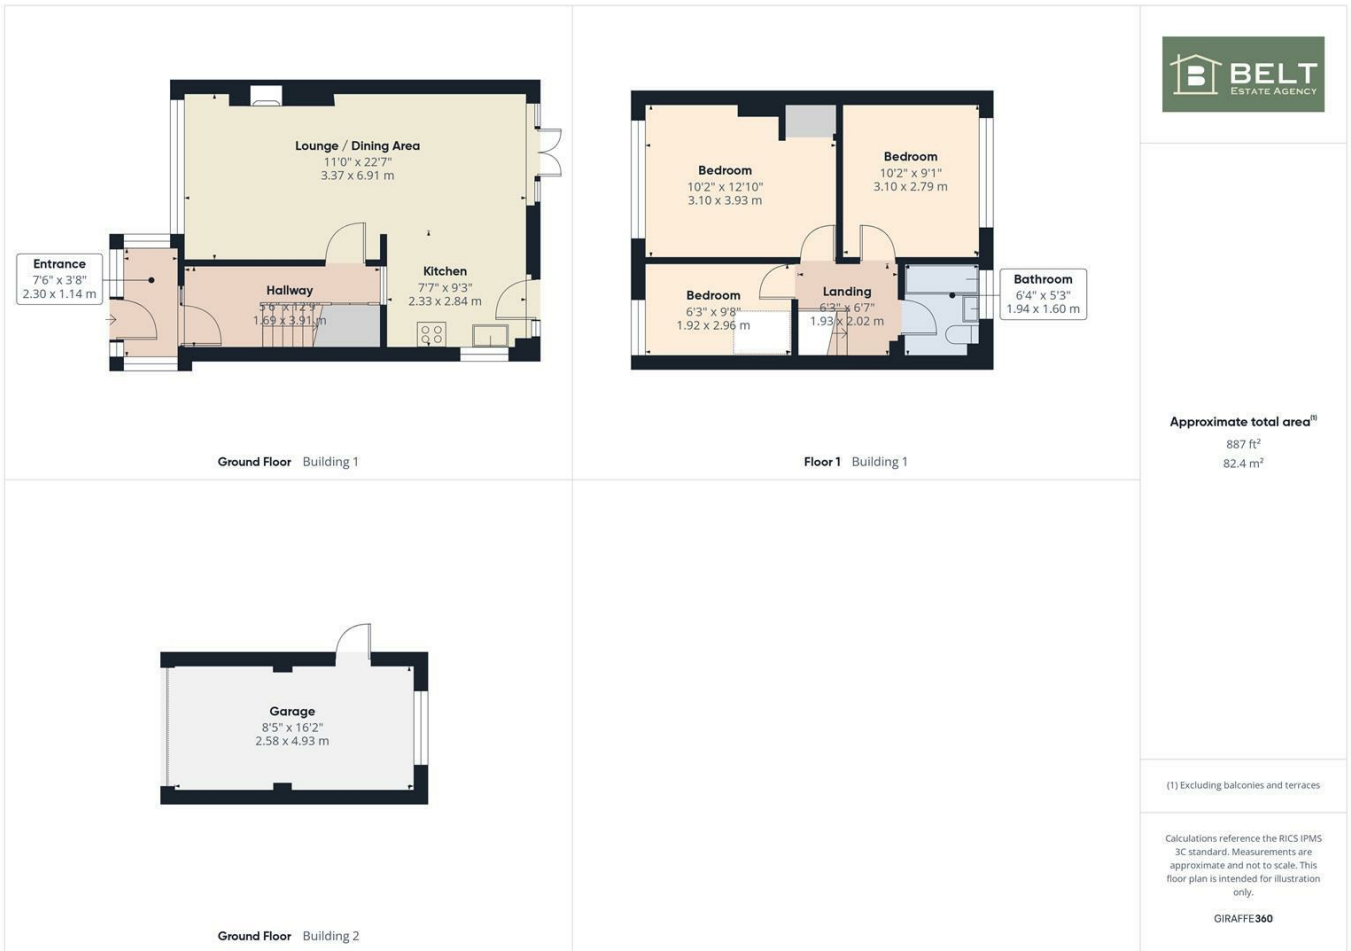 Lounge / Dining Area
11'0" x 22'7"
3.37 x 6.91 m
Entrance
7'6" x 3'8"
2.30 x 1.14 m
Hallway
5'6" x 12'9"
1.69 x 3.91 m
Kitchen
7'7" x 9'3"
2.33 x 2.84 m
Ground Floor Building 1
Bedroom
10'2" x 12'10"
3.10 x 3.93 m
Bedroom
10'2" x 9'1"
3.10 x 2.79 m
Bedroom
6'3" x 9'8"
1.92 x 2.96 m
Landing
6'3" x 6'7"
1.93 x 2.02 m
Bathroom
6'4" x 5'3"
1.94 x 1.60 m
Floor 1 Building 1
Garage
8'5" x 16'2"
2.58 x 4.93 m
Ground Floor Building 2
BELT
ESTATE AGENCY
Approximate total area(1)
887 ft²
82.4 m²
(1) Excluding balconies and terraces
Calculations reference the RICS IPMS
3C standard. Measurements are
approximate and not to scale. This
floor plan is intended for illustration
only.
GIRAFFE360